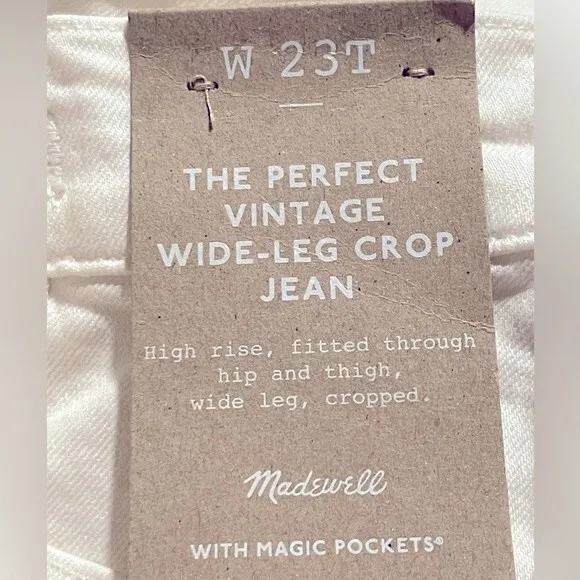 W 23T
THE PERFECT
VINTAGE
WIDE-LEG CROP
JEAN
High rise, fitted through
hip and thigh,
wide leg, cropped.
Madewell
WITH MAGIC POCKETS®